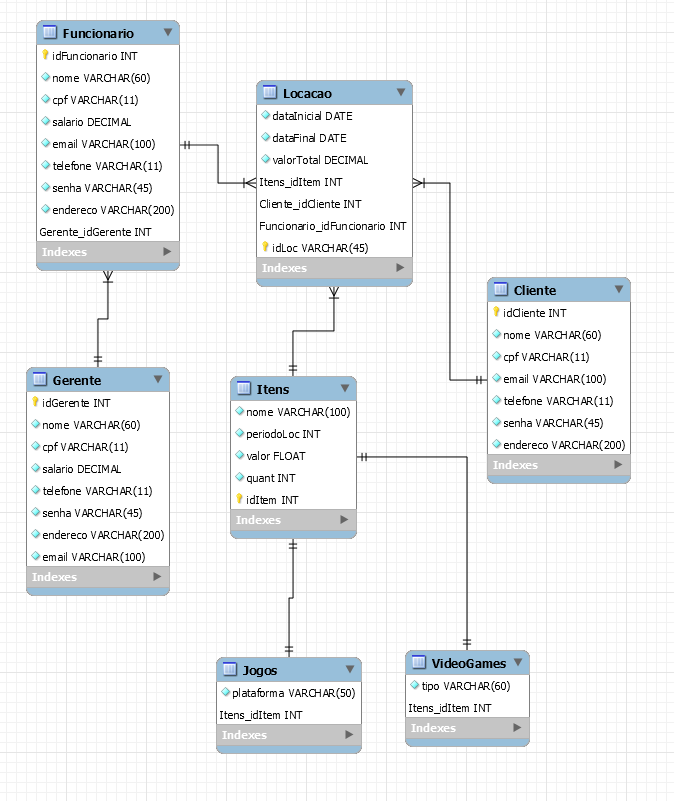 Funcionario
idFuncionario INT
nome VARCHAR(60)
cpf VARCHAR(11)
salario DECIMAL
email VARCHAR(100)
telefone VARCHAR(11)
senha VARCHAR(45)
endereco VARCHAR(200)
Gerente_idGerente INT
Indexes
Locacao
dataInicial DATE
dataFinal DATE
valorTotal DECIMAL
Itens_idItem INT
Cliente_idCliente INT
Funcionario_idFuncionario INT
idLoc VARCHAR(45)
Indexes
Cliente
idCliente INT
nome VARCHAR(60)
cpf VARCHAR(11)
email VARCHAR(100)
telefone VARCHAR(11)
senha VARCHAR(45)
endereco VARCHAR(200)
Indexes
Gerente
idGerente INT
nome VARCHAR(60)
cpf VARCHAR(11)
salario DECIMAL
telefone VARCHAR(11)
senha VARCHAR(45)
endereco VARCHAR(200)
email VARCHAR(100)
Indexes
Itens
nome VARCHAR(100)
periodoLoc INT
valor FLOAT
quant INT
idItem INT
Indexes
Jogos
plataforma VARCHAR(50)
Itens_idItem INT
Indexes
VideoGames
tipo VARCHAR(60)
Itens_idItem INT
Indexes